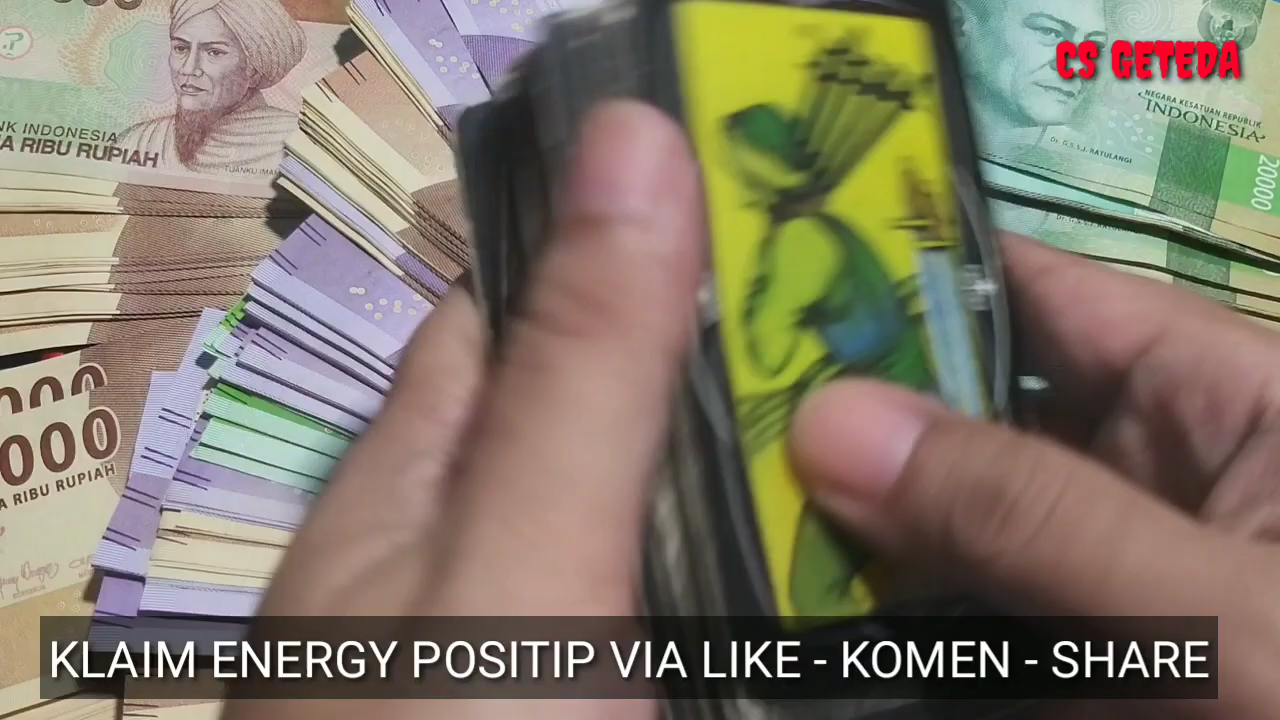 CS GETEDA
NK INDONESIA
A RIBU RUPIAH
TUANKU IMAM
NEGARA KESATUAN REPUBLIK
INDONESIA
Dr. G.S.S.J. RATULANGI
20000
000
000
A RIBU RUPIAH
KLAIM ENERGY POSITIP VIA LIKE - KOMEN - SHARE